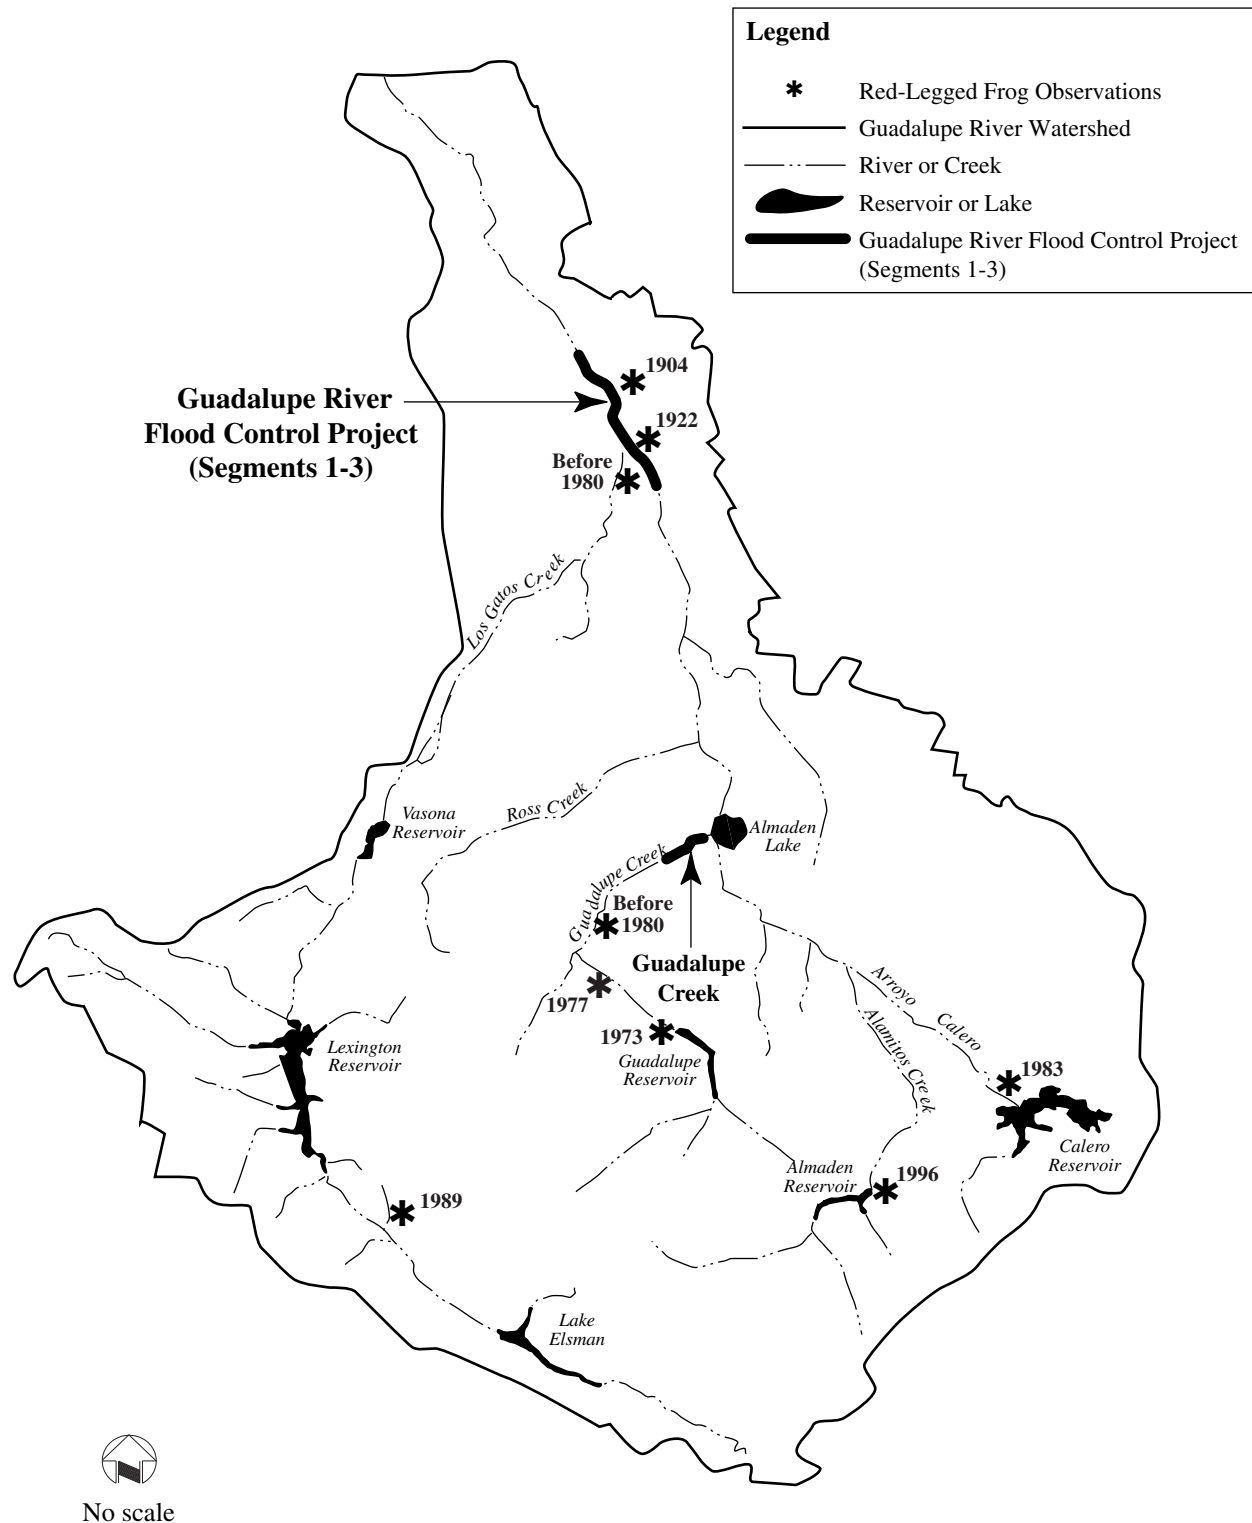 Legend
Red-Legged Frog Observations
Guadalupe River Watershed
River or Creek
Reservoir or Lake
Guadalupe River Flood Control Project
(Segments 1-3)
1904
Guadalupe River
Flood Control Project
(Segments 1-3)
1922
Before
1980
Los Gatos Creek
Ross Creek
Vasona
Reservoir
Almaden
Lake
Guadalupe Creek
Before
1980
Guadalupe
Creek
1977
1973
Guadalupe
Reservoir
Arroyo
Calero
Alamitos Creek
Lexington
Reservoir
1983
Calero
Reservoir
Almaden
Reservoir
1996
1989
Lake
Elsman
N
No scale